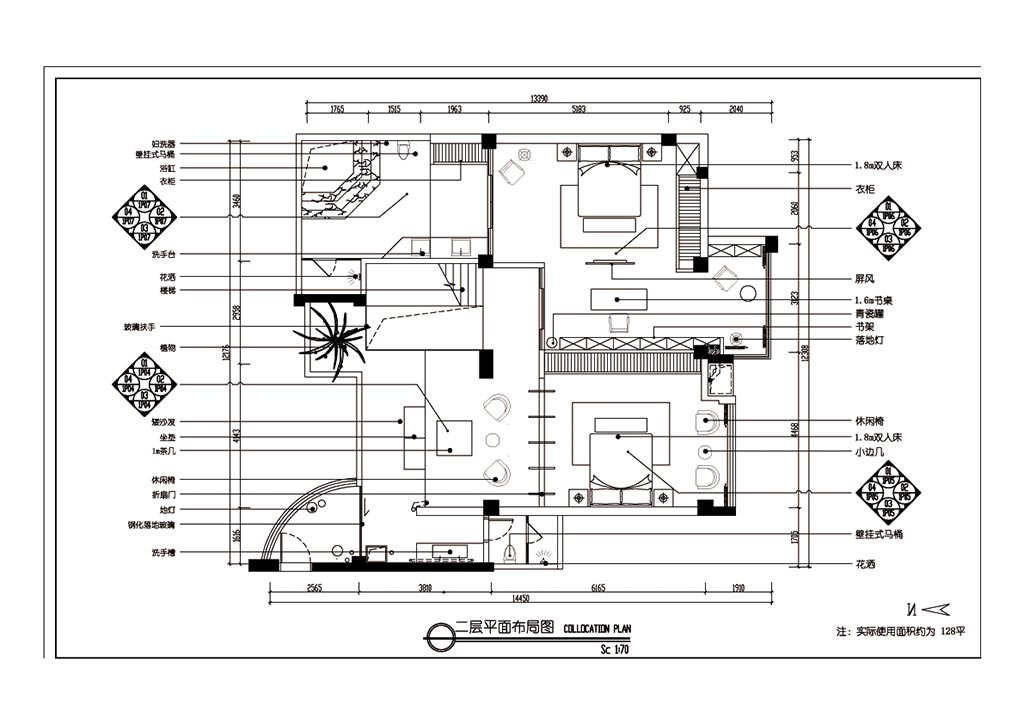 13390
1765 1515 1963 5183 925 2040
妇洗器
壁挂式马桶
浴缸
衣柜
01
04 02
1P07 1P07 1P07
03
1P07
洗手台
花洒
楼梯
玻璃扶手
植物
01
04 02
1P04 1P04 1P04
03
1P04
矮沙发
坐垫
1m茶几
休闲椅
折扇门
地灯
钢化落地玻璃
洗手槽
3460
2958
12176
4143
1616
953
2860
3123
12308
4468
1705
1.8m双人床
衣柜
01
04 02
1P06 1P06 1P06
03
1P06
屏风
1.6m书桌
青瓷罐
书架
落地灯
休闲椅
1.8m双人床
小边几
01
04 02
1P05 1P05 1P05
03
1P05
壁挂式马桶
花洒
2565 3810 6165 1910
14450
二层平面布局图 COLLOCATION PLAN
Sc 1:70
N
注：实际使用面积约为 128平